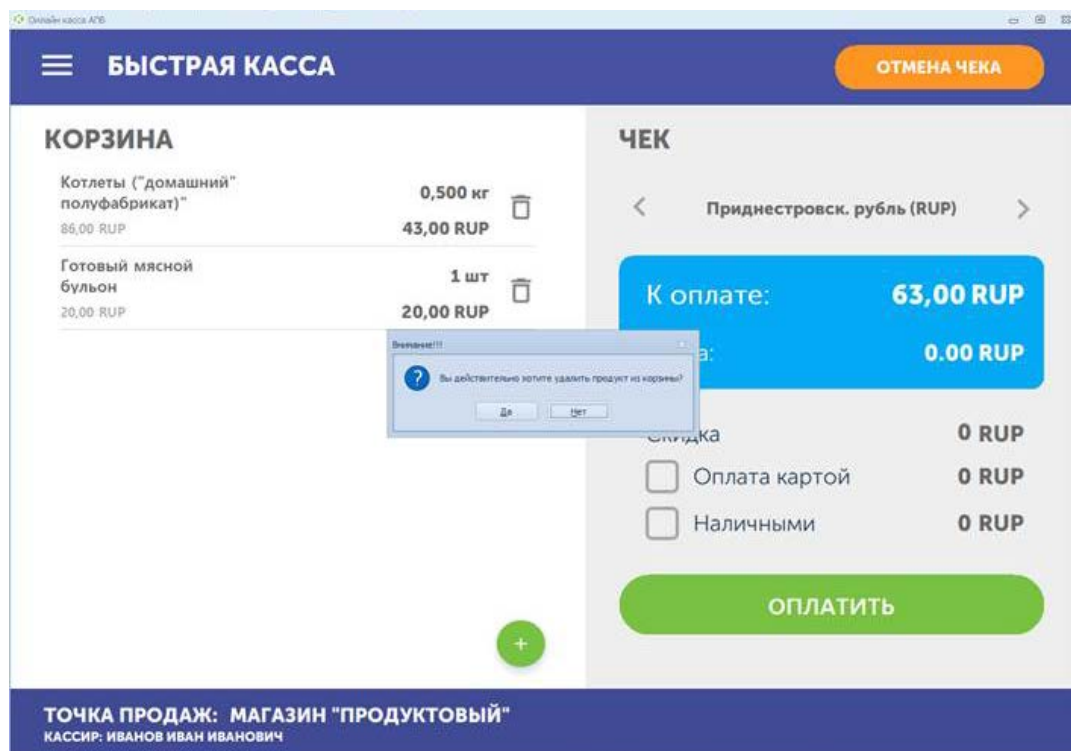 Онлайн касса АПБ
БЫСТРАЯ КАССА
ОТМЕНА ЧЕКА
КОРЗИНА
Котлеты ("домашний"
полуфабрикат)"
0,500 кг
86,00 RUP
43,00 RUP
Готовый мясной
бульон
1 шт
20,00 RUP
20,00 RUP
ЧЕК
Приднестровск. рубль (RUP)
К оплате:
63,00 RUP
а:
0.00 RUP
Внимание!!!
Вы действительно хотите удалить продукт из корзины?
Да
Нет
Скидка
0 RUP
Оплата картой
0 RUP
Наличными
0 RUP
ОПЛАТИТЬ
+
ТОЧКА ПРОДАЖ: МАГАЗИН "ПРОДУКТОВЫЙ"
КАССИР: ИВАНОВ ИВАН ИВАНОВИЧ